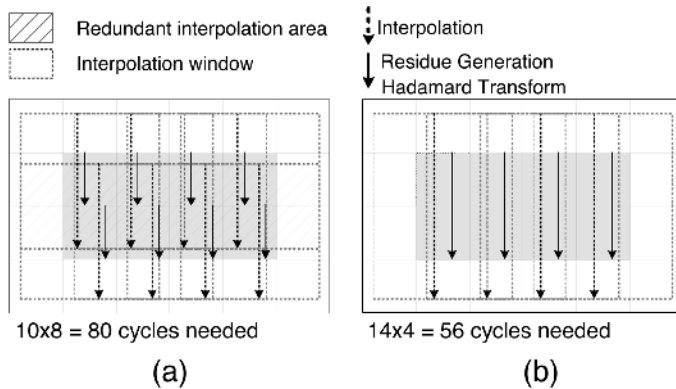 Redundant interpolation area
Interpolation window
Interpolation
Residue Generation
Hadamard Transform
10x8 = 80 cycles needed
14x4 = 56 cycles needed
(a)
(b)